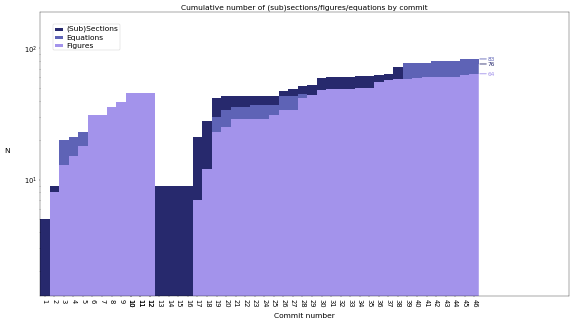 Cumulative number of (sub)sections/figures/equations by commit
(Sub)Sections
Equations
Figures
10²
10¹
N
83
76
64
1 2 3 4 5 6 7 8 9 10 11 12 13 14 15 16 17 18 19 20 21 22 23 24 25 26 27 28 29 30 31 32 33 34 35 36 37 38 39 40 41 42 43 44 45 46
Commit number